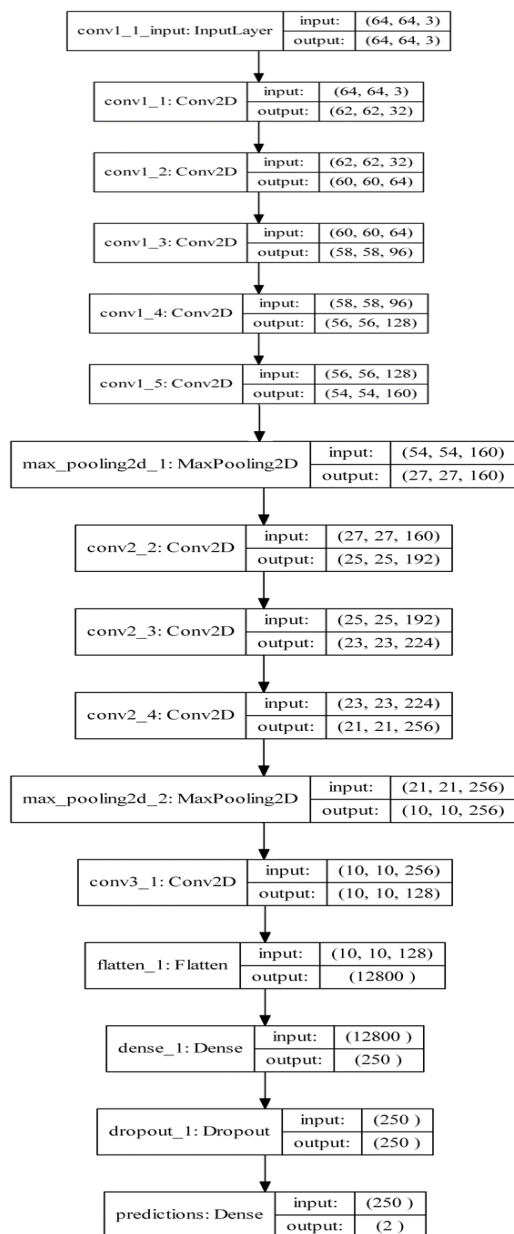 conv1_1_input: InputLayer
input: (64, 64, 3)
output: (64, 64, 3)
conv1_1: Conv2D
input: (64, 64, 3)
output: (62, 62, 32)
conv1_2: Conv2D
input: (62, 62, 32)
output: (60, 60, 64)
conv1_3: Conv2D
input: (60, 60, 64)
output: (58, 58, 96)
conv1_4: Conv2D
input: (58, 58, 96)
output: (56, 56, 128)
conv1_5: Conv2D
input: (56, 56, 128)
output: (54, 54, 160)
max_pooling2d_1: MaxPooling2D
input: (54, 54, 160)
output: (27, 27, 160)
conv2_2: Conv2D
input: (27, 27, 160)
output: (25, 25, 192)
conv2_3: Conv2D
input: (25, 25, 192)
output: (23, 23, 224)
conv2_4: Conv2D
input: (23, 23, 224)
output: (21, 21, 256)
max_pooling2d_2: MaxPooling2D
input: (21, 21, 256)
output: (10, 10, 256)
conv3_1: Conv2D
input: (10, 10, 256)
output: (10, 10, 128)
flatten_1: Flatten
input: (10, 10, 128)
output: (12800 )
dense_1: Dense
input: (12800 )
output: (250 )
dropout_1: Dropout
input: (250 )
output: (250 )
predictions: Dense
input: (250 )
output: (2 )